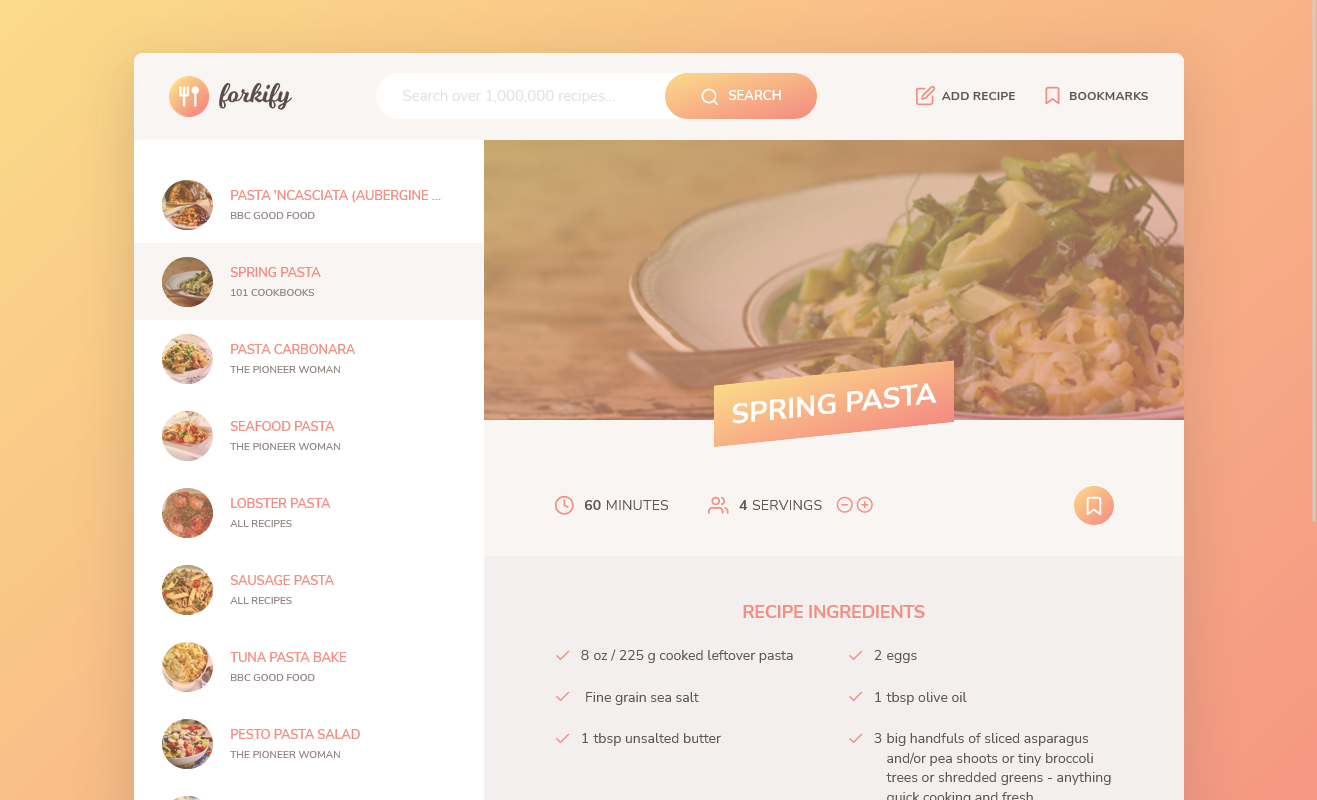 forkify
Search over 1,000,000 recipes...
SEARCH
ADD RECIPE
BOOKMARKS
PASTA 'NCASCIATA (AUBERGINE ...
BBC GOOD FOOD
SPRING PASTA
101 COOKBOOKS
PASTA CARBONARA
THE PIONEER WOMAN
SEAFOOD PASTA
THE PIONEER WOMAN
LOBSTER PASTA
ALL RECIPES
SAUSAGE PASTA
ALL RECIPES
TUNA PASTA BAKE
BBC GOOD FOOD
PESTO PASTA SALAD
THE PIONEER WOMAN
SPRING PASTA
60 MINUTES
4 SERVINGS
RECIPE INGREDIENTS
8 oz / 225 g cooked leftover pasta
2 eggs
Fine grain sea salt
1 tbsp olive oil
1 tbsp unsalted butter
3 big handfuls of sliced asparagus
and/or pea shoots or tiny broccoli
trees or shredded greens - anything
quick cooking and fresh